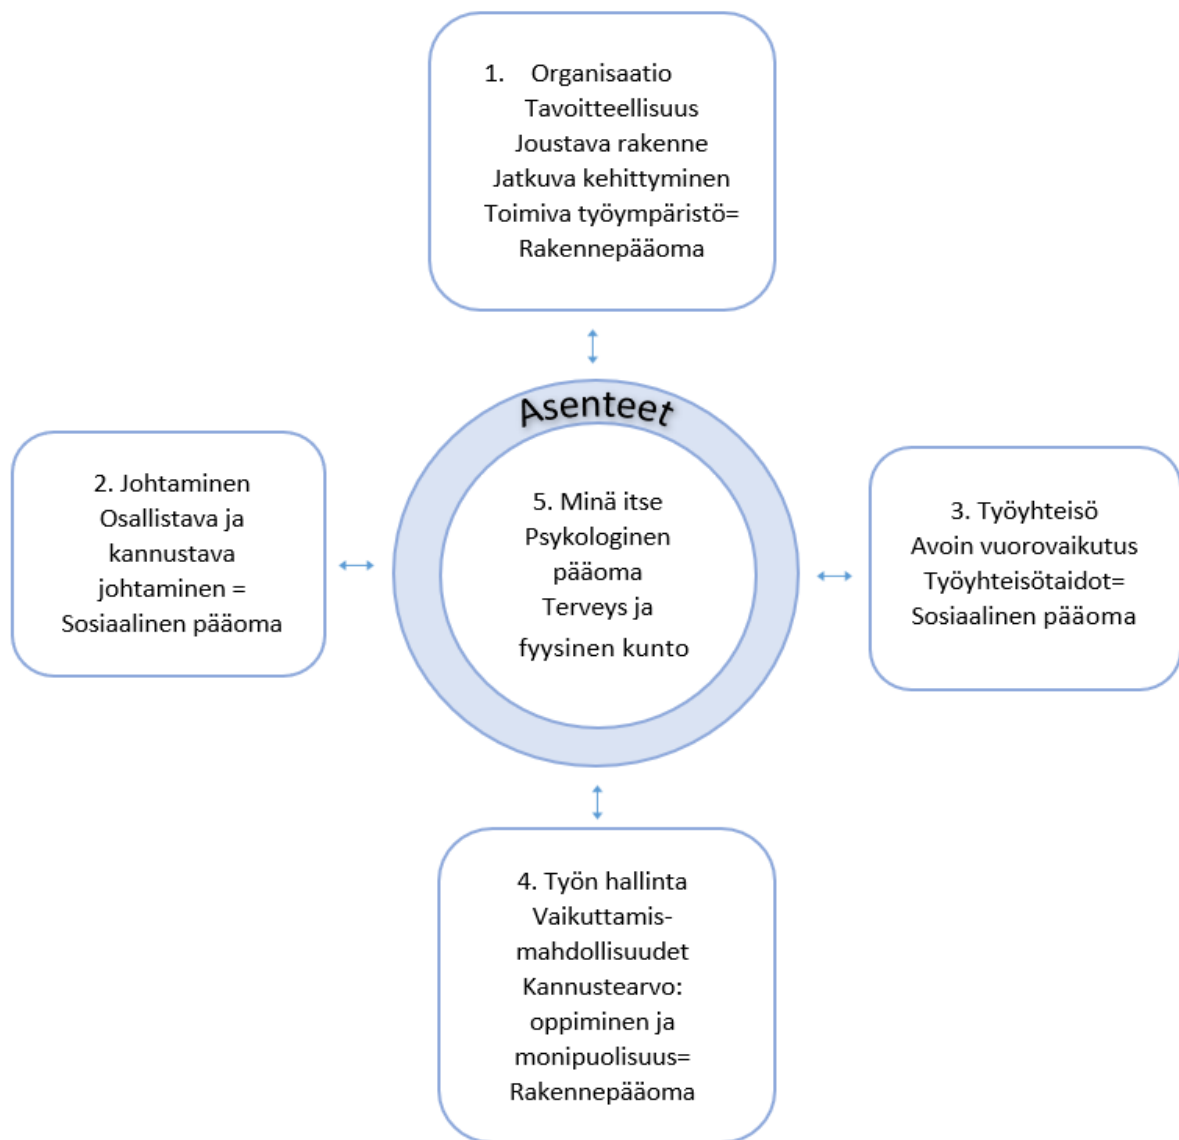 1. Organisaatio
Tavoitteellisuus
Joustava rakenne
Jatkuva kehittyminen
Toimiva työympäristö=
Rakennepääoma
Asenteet
2. Johtaminen
Osallistava ja
kannustava
johtaminen =
Sosiaalinen pääoma
5. Minä itse
Psykologinen
pääoma
Terveys ja
fyysinen kunto
3. Työyhteisö
Avoin vuorovaikutus
Työyhteisötaidot=
Sosiaalinen pääoma
4. Työn hallinta
Vaikuttamis-
mahdollisuudet
Kannustearvo:
oppiminen ja
monipuolisuus=
Rakennepääoma